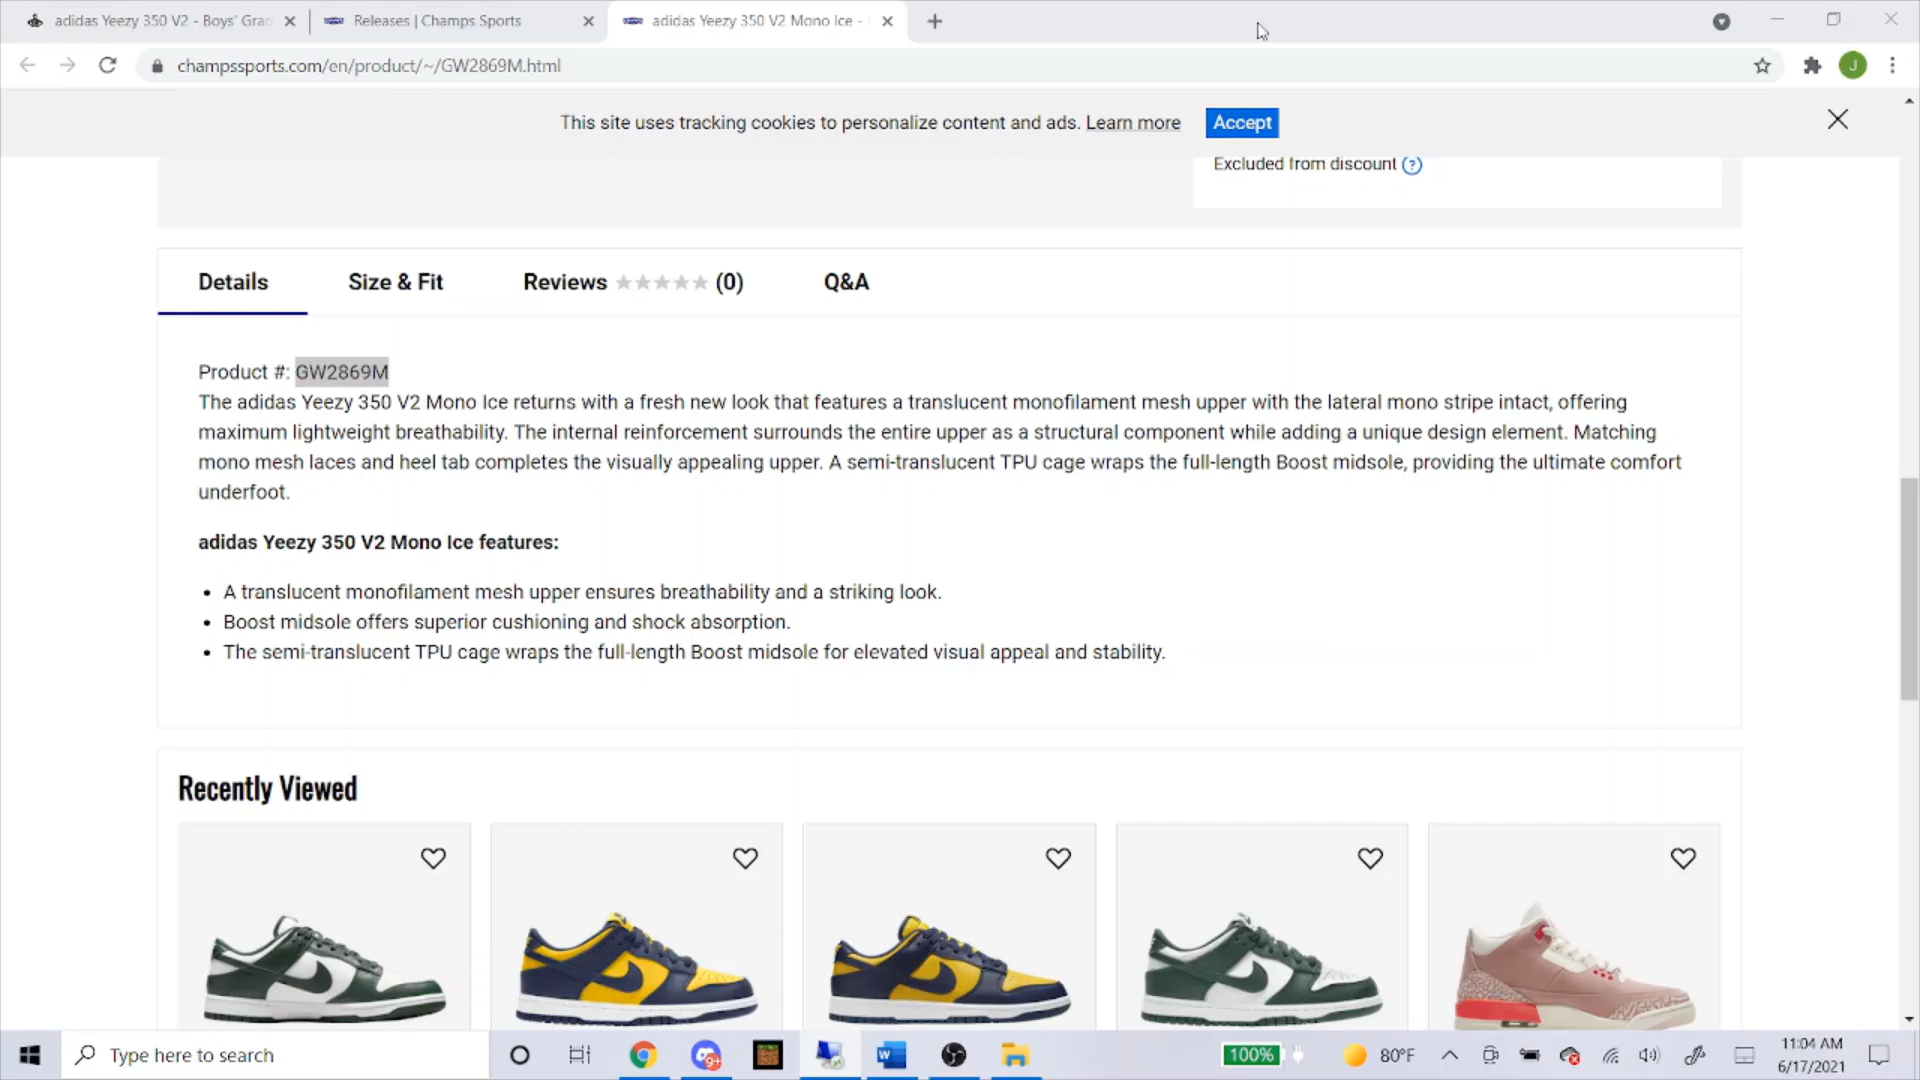 adidas Yeezy 350 V2 - Boys' Grad
Releases | Champs Sports
adidas Yeezy 350 V2 Mono Ice -
champssports.com/en/product/~/GW2869M.html
J
This site uses tracking cookies to personalize content and ads. Learn more
Accept
Excluded from discount ?
Details
Size & Fit
Reviews (0)
Q&A
Product #: GW2869M
The adidas Yeezy 350 V2 Mono Ice returns with a fresh new look that features a translucent monofilament mesh upper with the lateral mono stripe intact, offering
maximum lightweight breathability. The internal reinforcement surrounds the entire upper as a structural component while adding a unique design element. Matching
mono mesh laces and heel tab completes the visually appealing upper. A semi-translucent TPU cage wraps the full-length Boost midsole, providing the ultimate comfort
underfoot.
adidas Yeezy 350 V2 Mono Ice features:
• A translucent monofilament mesh upper ensures breathability and a striking look.
• Boost midsole offers superior cushioning and shock absorption.
• The semi-translucent TPU cage wraps the full-length Boost midsole for elevated visual appeal and stability.
Recently Viewed
Type here to search
9+
W
100%
80°F
11:04 AM
6/17/2021